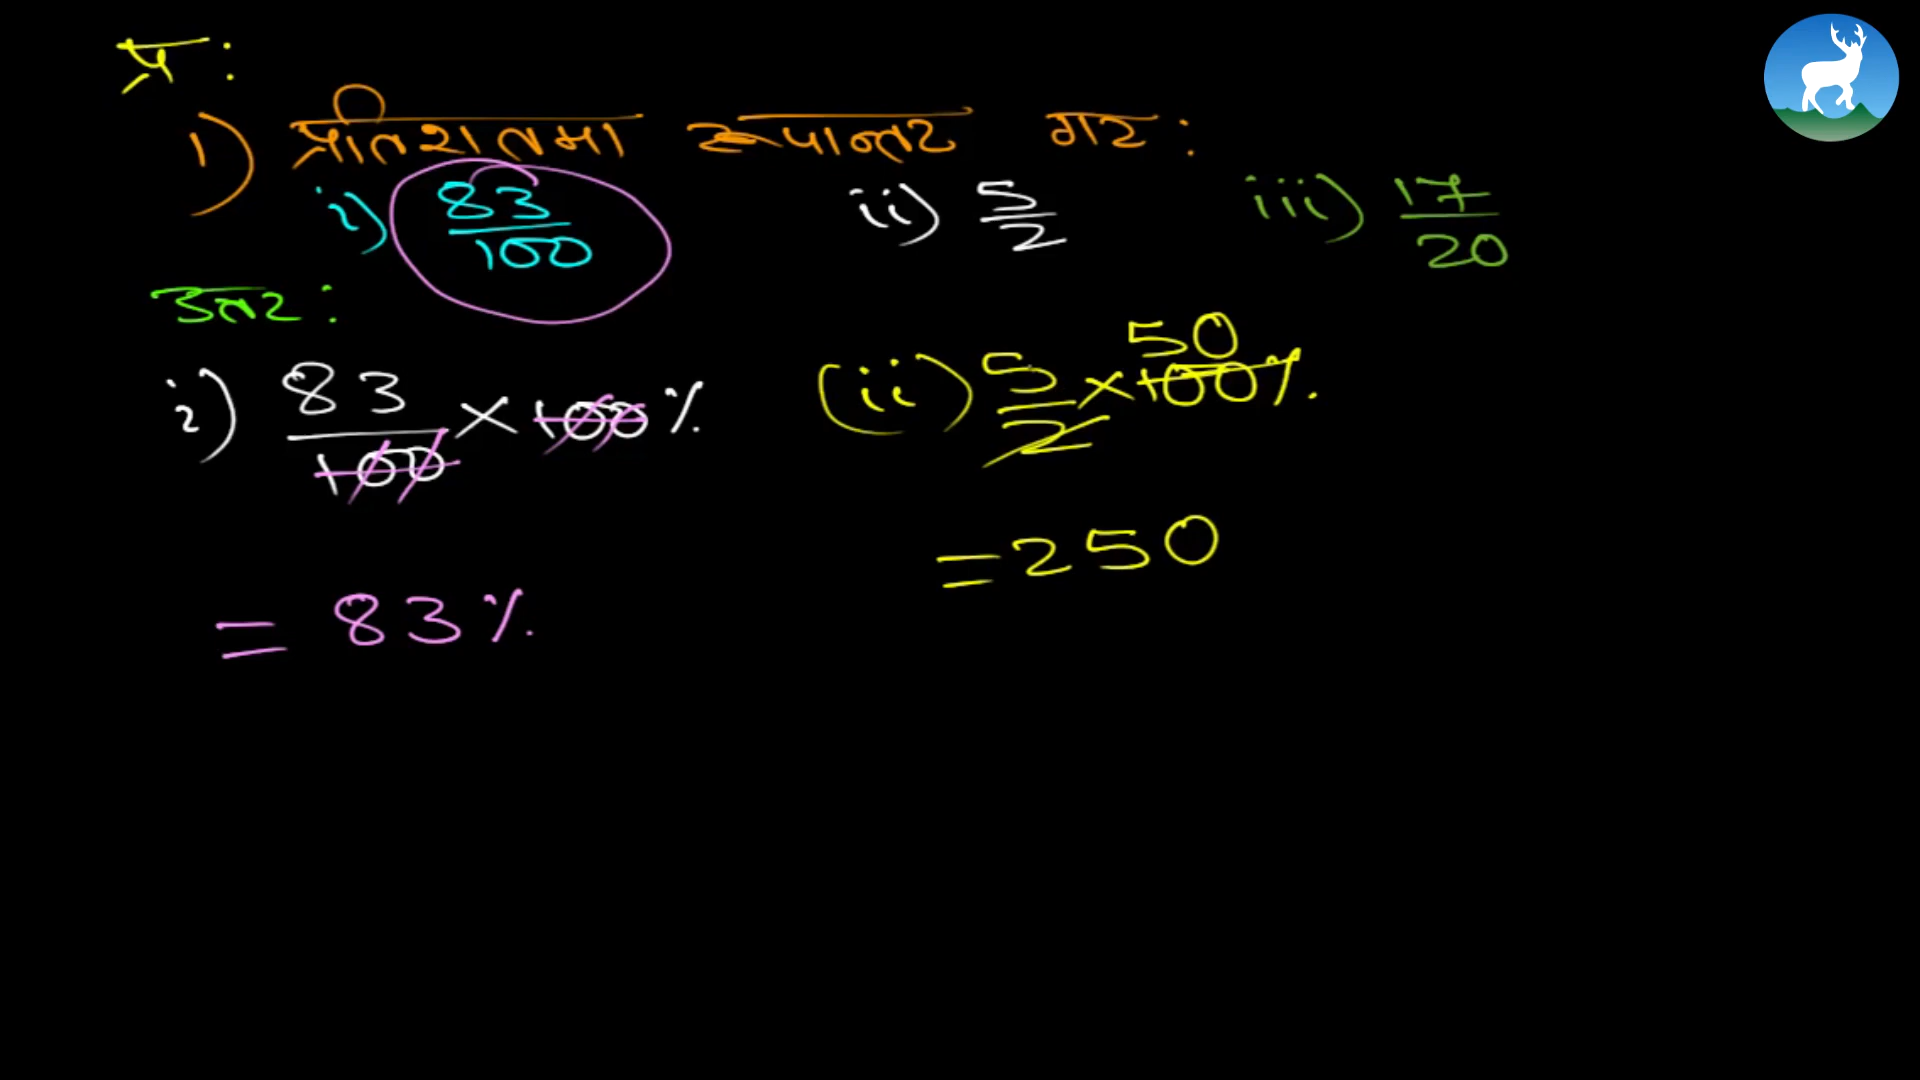 प्र:
1) प्रतिशतमा रूपान्तर गर:
i) 83/100 ii) 5/2 iii) 17/20
उत्तर:
i) 83/100 × 100% (ii) 5/2 × 100% 50
= 250
= 83%